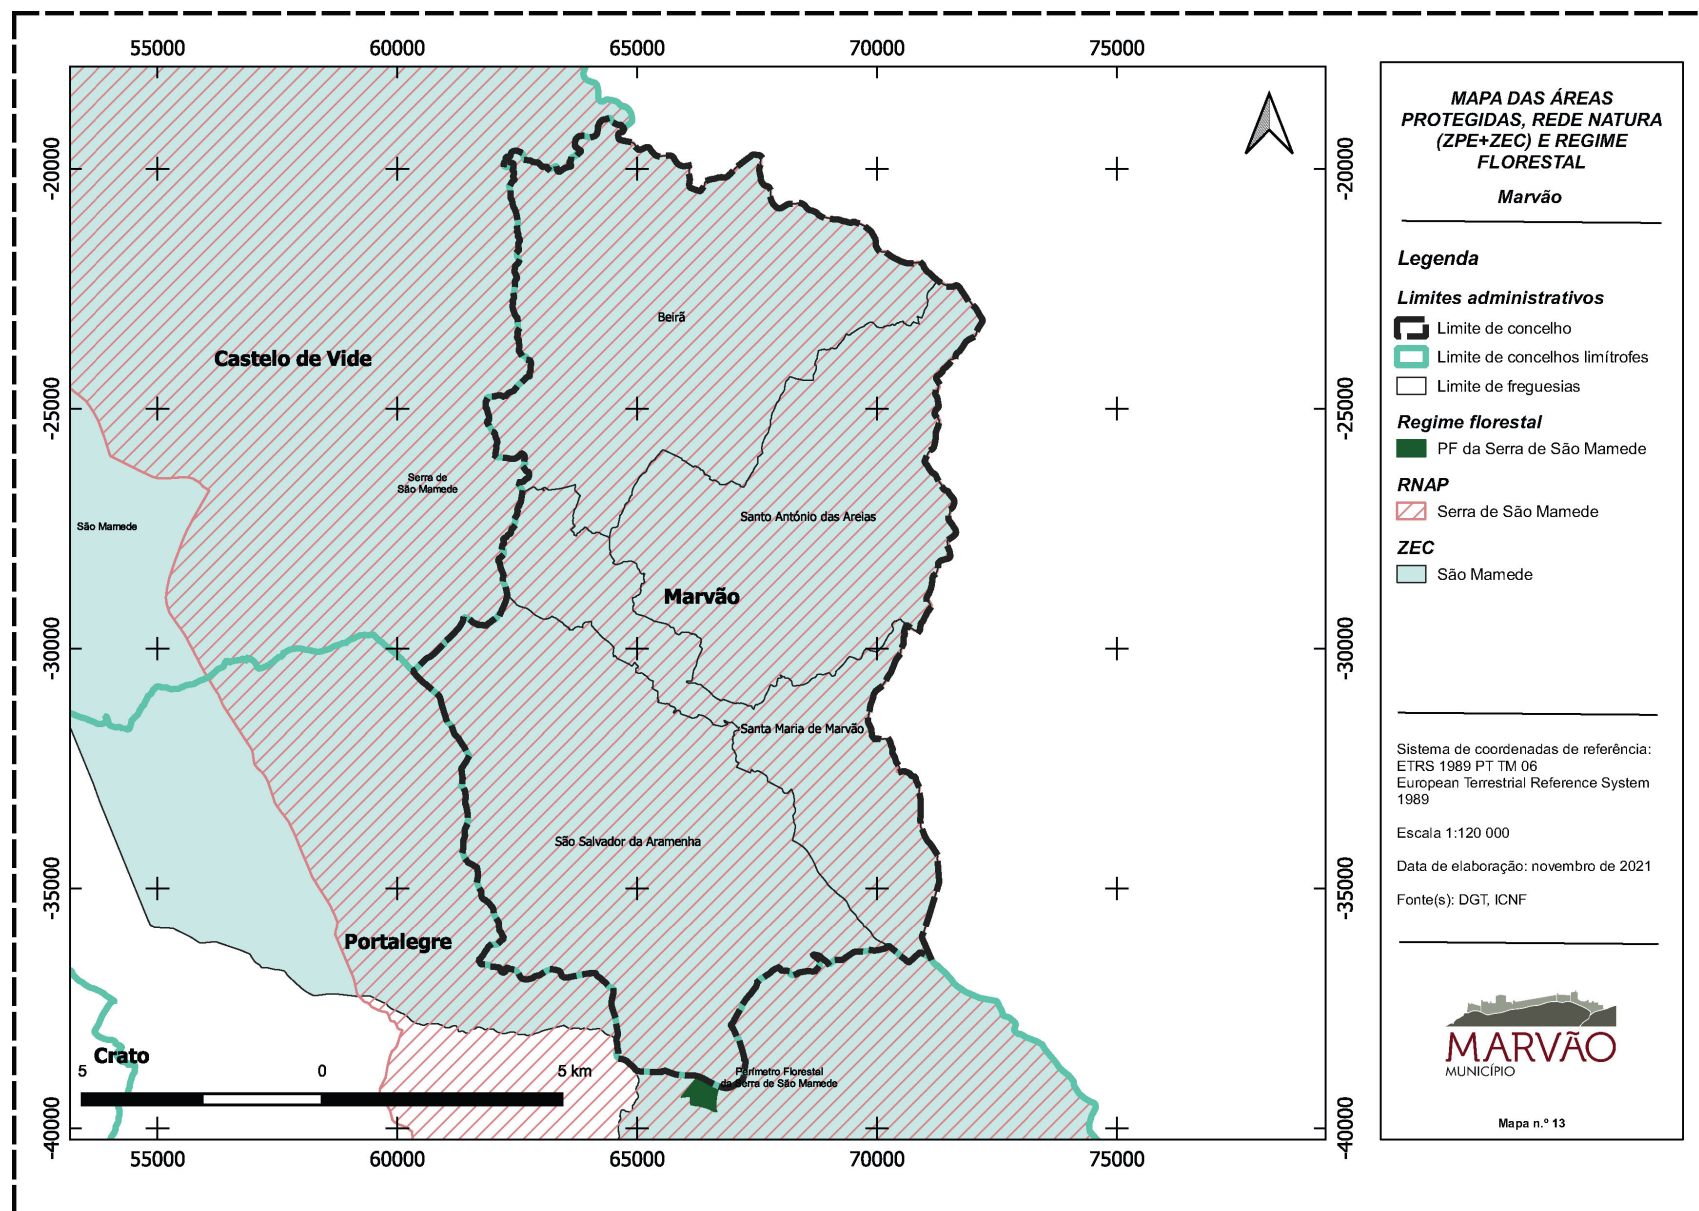 55000
60000
65000
70000
75000
-20000
-20000
Beirã
Castelo de Vide
-25000
-25000
Serra de
São Mamede
São Mamede
Santo António das Areias
Marvão
-30000
-30000
Santa Maria de Marvão
São Salvador da Aramenha
-35000
-35000
Portalegre
Crato
5
0
5 km
Perímetro Florestal
da Serra de São Mamede
-40000
-40000
55000
60000
65000
70000
75000
MAPA DAS ÁREAS
PROTEGIDAS, REDE NATURA
(ZPE+ZEC) E REGIME
FLORESTAL
Marvão
Legenda
Limites administrativos
Limite de concelho
Limite de concelhos limítrofes
Limite de freguesias
Regime florestal
PF da Serra de São Mamede
RNAP
Serra de São Mamede
ZEC
São Mamede
Sistema de coordenadas de referência:
ETRS 1989 PT TM 06
European Terrestrial Reference System
1989
Escala 1:120 000
Data de elaboração: novembro de 2021
Fonte(s): DGT, ICNF
MARVÃO
MUNICÍPIO
Mapa n.º 13